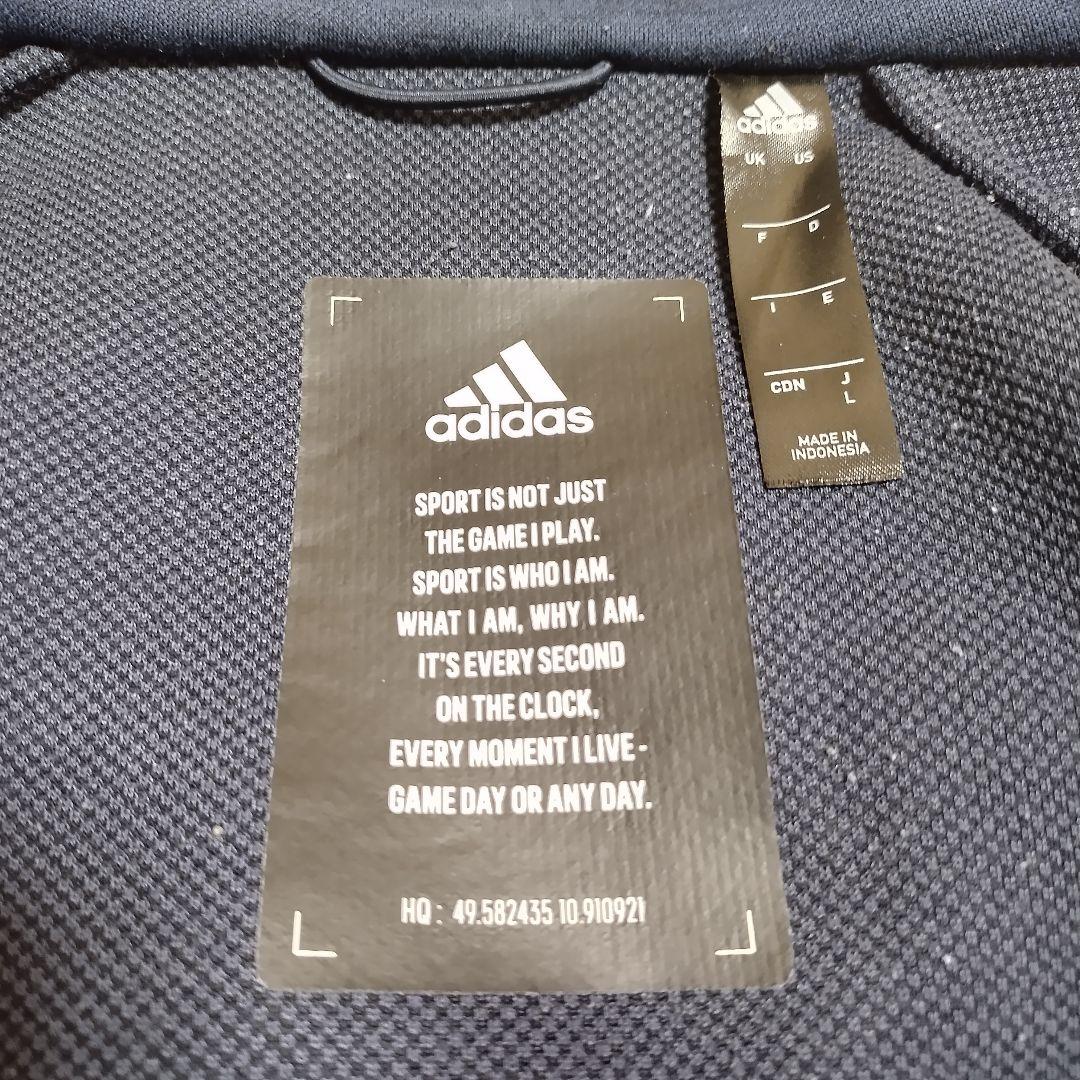 adidas
UK US
F D
I E
CDN J
L
MADE IN
INDONESIA
adidas
SPORT IS NOT JUST
THE GAME I PLAY.
SPORT IS WHO I AM.
WHAT I AM, WHY I AM.
IT'S EVERY SECOND
ON THE CLOCK,
EVERY MOMENT I LIVE -
GAME DAY OR ANY DAY.
HQ : 49.582435 10.910921